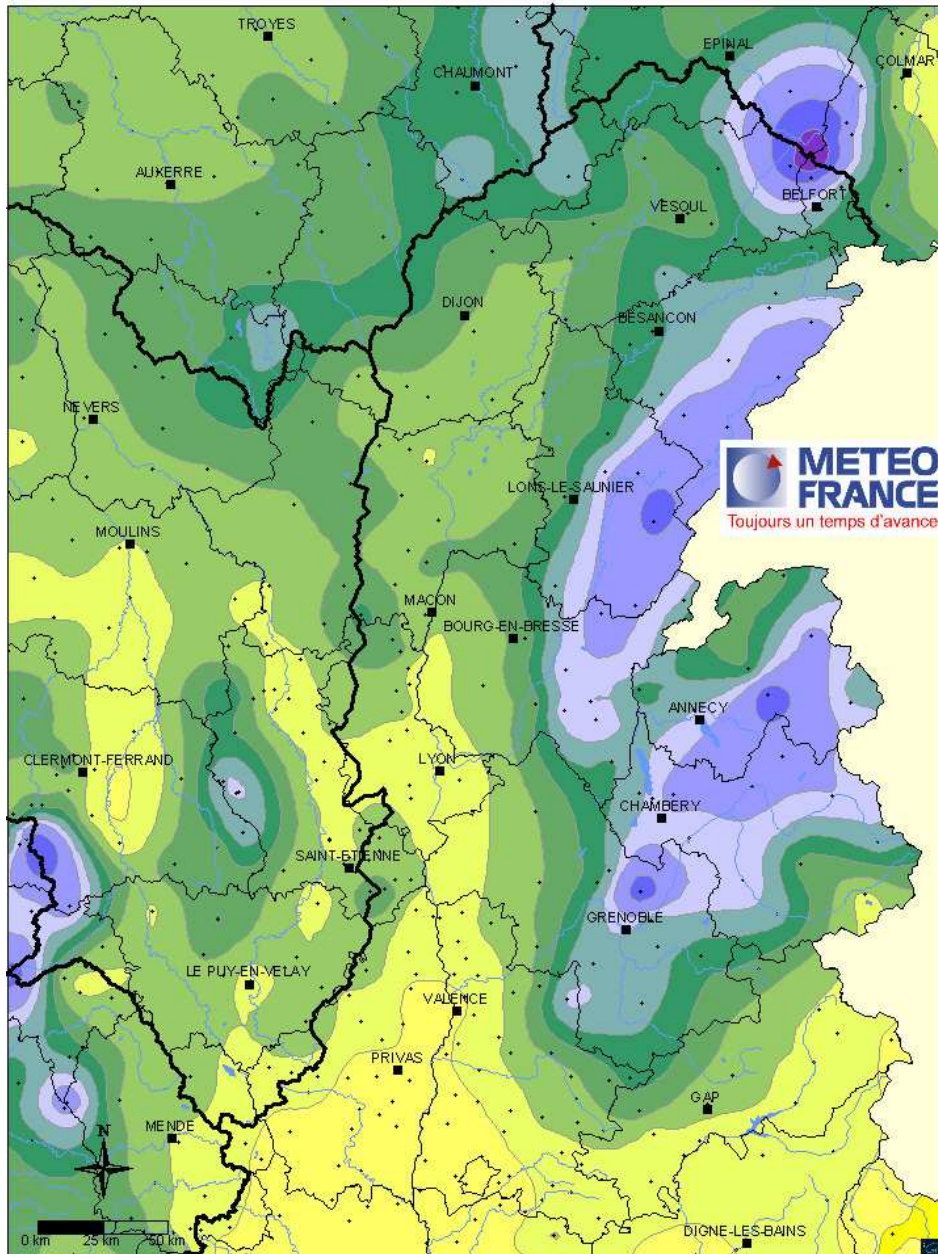 TROYES
EPINAL
COLMAR
CHAUMONT
AUXERRE
BELFORT
VESOUL
DIJON
BESANCON
NEVERS
METEO
FRANCE
Toujours un temps d'avance
LONS-LE-SAUNIER
MOULINS
MACON
BOURG-EN-BRESSE
ANNECY
CLERMONT-FERRAND
LYON
CHAMBERY
SAINT-ETIENNE
GRENOBLE
LE PUY-EN-VELAY
VALENCE
PRIVAS
GAP
MENDE
N
0 km 25 km 50 km
DIGNE-LES-BAINS